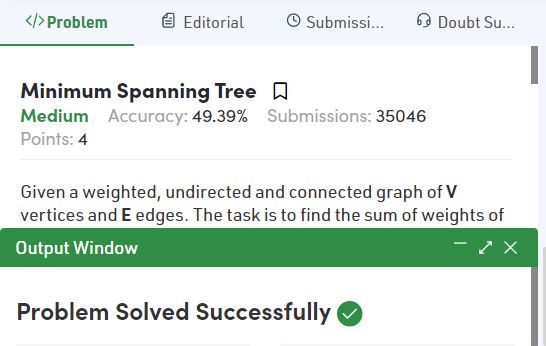 </>Problem Editorial Submissi... Doubt Su...
Minimum Spanning Tree
Medium Accuracy: 49.39% Submissions: 35046
Points: 4
Given a weighted, undirected and connected graph of V
vertices and E edges. The task is to find the sum of weights of
Output Window
Problem Solved Successfully